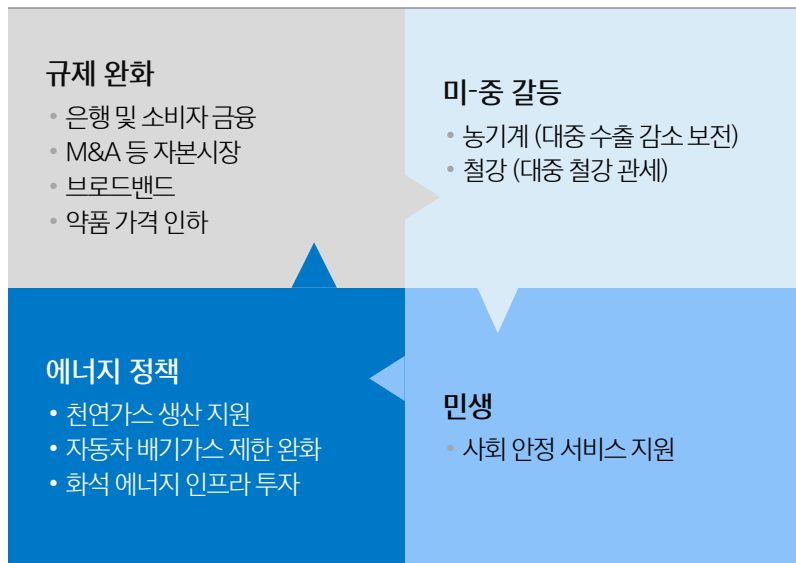 규제 완화
• 은행 및 소비자 금융
• M&A 등 자본시장
• 브로드밴드
• 약품 가격 인하
미-중 갈등
• 농기계 (대중 수출 감소 보전)
• 철강 (대중 철강 관세)
에너지 정책
• 천연가스 생산 지원
• 자동차 배기가스 제한 완화
• 화석 에너지 인프라 투자
민생
• 사회 안정 서비스 지원